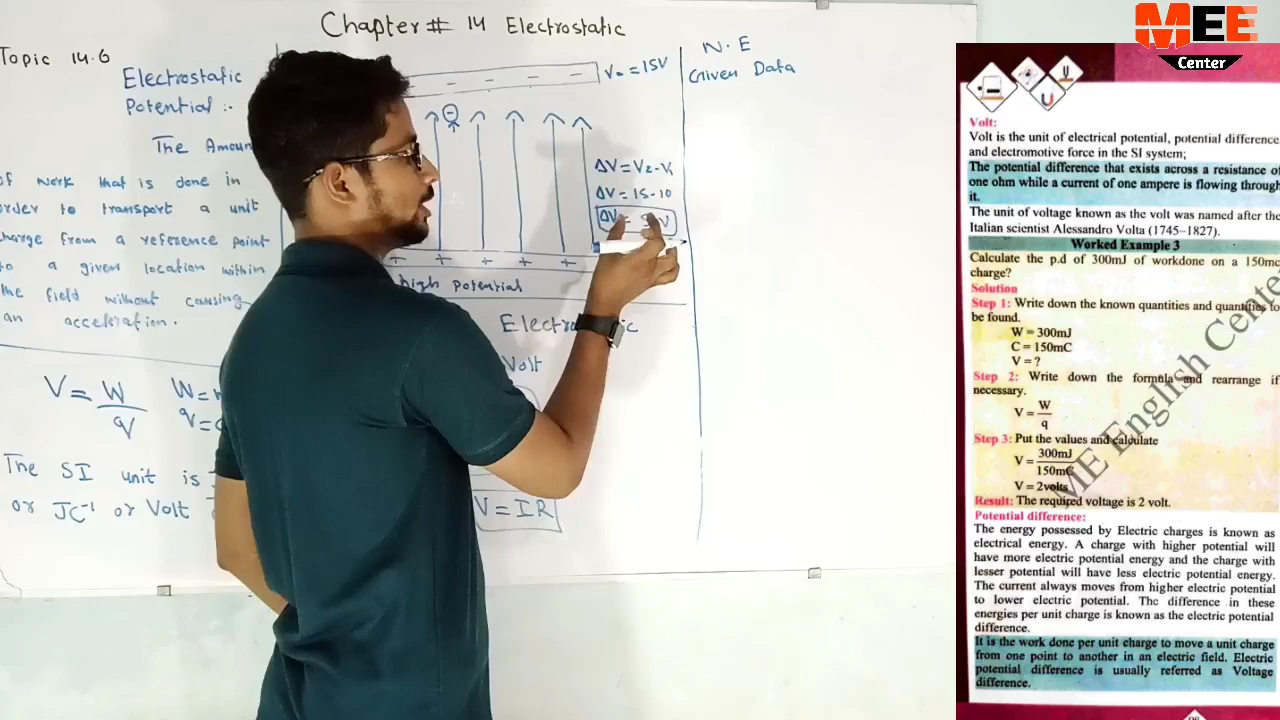 Chapter # 14 Electrostatic
Topic 14.6
Electrostatic
Potential :-
The Amoun
of work that is done in
order to transport a unit
charge from a reference point
to a given location within
the field without causing
an acceleration.
V = W
q
W =
q =
The SI unit is
or JC⁻¹ or Volt
V = 15V
ΔV = V2 - V1
ΔV = 15 - 10
ΔV =
+ + + + +
high potential
Volt
V = IR
N. E
Given Data
MEE
Center
Volt:
Volt is the unit of electrical potential, potential difference
and electromotive force in the SI system;
The potential difference that exists across a resistance of
one ohm while a current of one ampere is flowing through
it.
The unit of voltage known as the volt was named after the
Italian scientist Alessandro Volta (1745-1827).
Worked Example 3
Calculate the p.d of 300mJ of workdone on a 150mc
charge?
Solution
Step 1: Write down the known quantities and quantities to
be found.
W = 300mJ
C = 150mC
V = ?
Step 2: Write down the formula and rearrange if
necessary.
V = W
q
Step 3: Put the values and calculate
V = 300mJ
150mC
V = 2volts
Result: The required voltage is 2 volt.
Potential difference:
The energy possessed by Electric charges is known as
electrical energy. A charge with higher potential will
have more electric potential energy and the charge with
lesser potential will have less electric potential energy.
The current always moves from higher electric potential
to lower electric potential. The difference in these
energies per unit charge is known as the electric potential
difference.
It is the work done per unit charge to move a unit charge
from one point to another in an electric field. Electric
potential difference is usually referred as Voltage
difference.
ME English Center